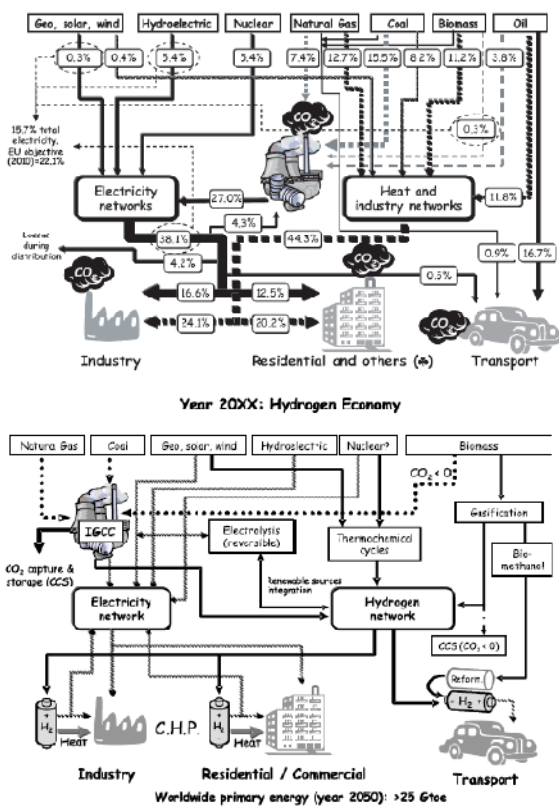 Geo, solar, wind Hydroelectric Nuclear Natural Gas Coal Biomass Oil
0.3% 0.4% 5.4% 5.4% 7.4% 12.7% 15.5% 8.2% 11.2% 3.8%
CO2
0.3%
15.7% total
electricity,
EU objective
(2010)=22.1%
Electricity
networks
27.0%
Heat and
industry networks
11.8%
4.3%
38.1%
44.3%
Losses
during
distribution
4.2%
0.9% 16.7%
CO2
CO2
0.5%
16.6% 12.5%
CO2
24.1% 20.2%
Industry Residential and others (☘) Transport
Year 20XX: Hydrogen Economy
Natural Gas Coal Geo, solar, wind Hydroelectric Nuclear? Biomass
CO2 < 0
Gasification
IGCC
Electrolysis
(reversible)
Thermochemical
cycles
Bio-
methanol
CO2 capture &
storage (CCS)
Renewable sources
integration
Electricity
network
Hydrogen
network
CCS (CO2 < 0)
Reform.
+ H2 -
+ H2
- H2 +
Heat C.H.P. Heat
Industry Residential / Commercial Transport
Worldwide primary energy (year 2050): >25 Gtoe